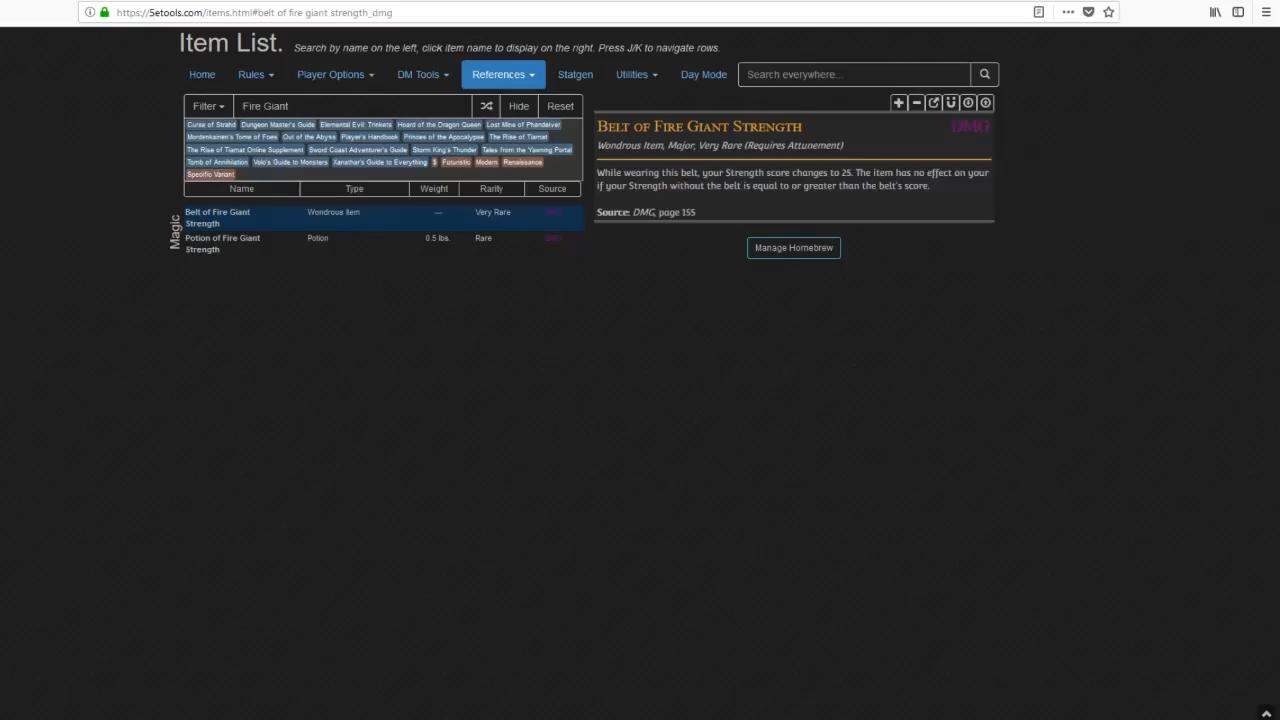 https://5etools.com/items.html#belt of fire giant strength_dmg
Item List. Search by name on the left, click item name to display on the right. Press J/K to navigate rows.
Home Rules Player Options DM Tools References Statgen Utilities Day Mode Search everywhere...
Filter Fire Giant Hide Reset
Curse of Strahd Dungeon Master's Guide Elemental Evil: Trinkets Hoard of the Dragon Queen Lost Mine of Phandelver
Mordenkainen's Tome of Foes Out of the Abyss Player's Handbook Princes of the Apocalypse The Rise of Tiamat
The Rise of Tiamat Online Supplement Sword Coast Adventurer's Guide Storm King's Thunder Tales from the Yawning Portal
Tomb of Annihilation Volo's Guide to Monsters Xanathar's Guide to Everything $ Futuristic Modern Renaissance
Specific Variant
Name Type Weight Rarity Source
Magic
Belt of Fire Giant Wondrous Item — Very Rare DMG
Strength
Potion of Fire Giant Potion 0.5 lbs. Rare DMG
Strength
Belt of Fire Giant Strength DMG
Wondrous Item, Major, Very Rare (Requires Attunement)
While wearing this belt, your Strength score changes to 25. The item has no effect on your
if your Strength without the belt is equal to or greater than the belt's score.
Source: DMG, page 155
Manage Homebrew